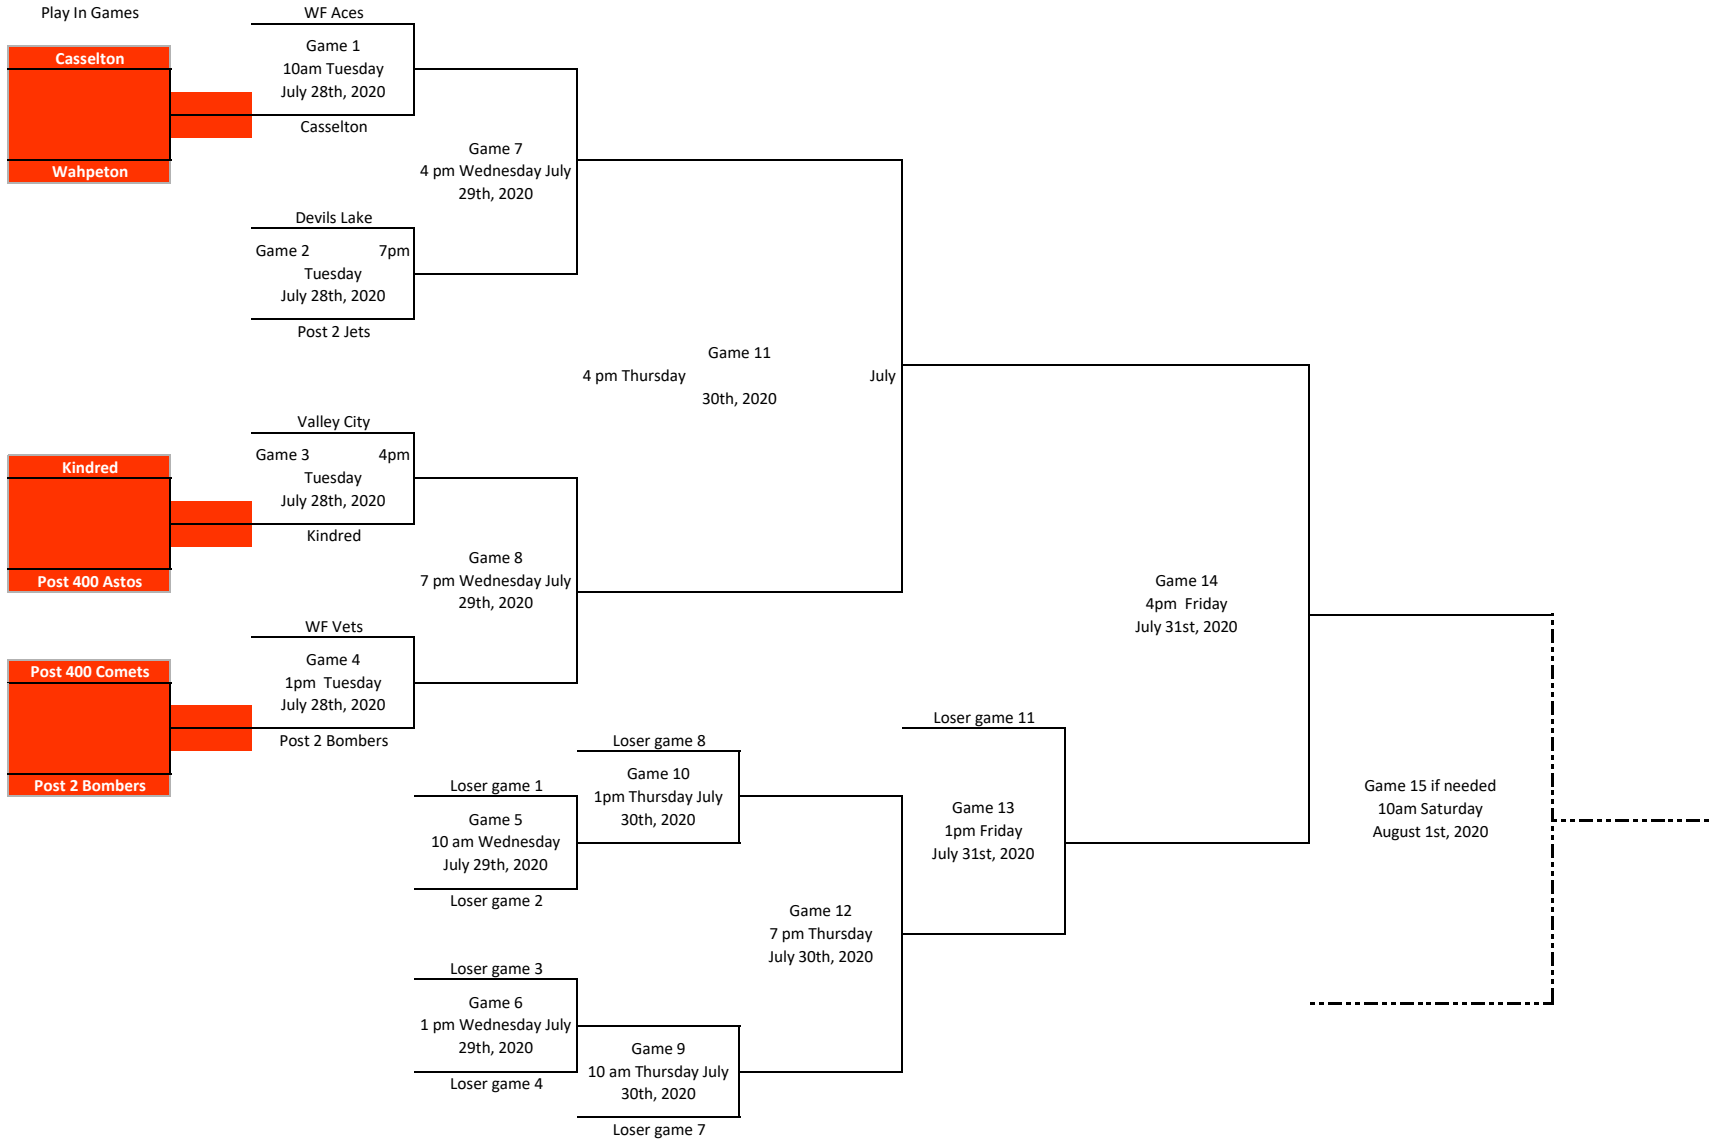 Play In Games
WF Aces
Game 1
10am Tuesday
July 28th, 2020
Casselton
Casselton
Wahpeton
Game 7
4 pm Wednesday July
29th, 2020
Devils Lake
Game 2 7pm
Tuesday
July 28th, 2020
Post 2 Jets
Game 11
4 pm Thursday July
30th, 2020
Valley City
Game 3 4pm
Tuesday
July 28th, 2020
Kindred
Kindred
Post 400 Astos
Game 8
7 pm Wednesday July
29th, 2020
Game 14
4pm Friday
July 31st, 2020
WF Vets
Game 4
1pm Tuesday
July 28th, 2020
Post 2 Bombers
Post 400 Comets
Post 2 Bombers
Loser game 11
Loser game 8
Game 10
1pm Thursday July
30th, 2020
Loser game 1
Game 5
10 am Wednesday
July 29th, 2020
Loser game 2
Game 13
1pm Friday
July 31st, 2020
Game 15 if needed
10am Saturday
August 1st, 2020
Game 12
7 pm Thursday
July 30th, 2020
Loser game 3
Game 6
1 pm Wednesday July
29th, 2020
Loser game 4
Game 9
10 am Thursday July
30th, 2020
Loser game 7